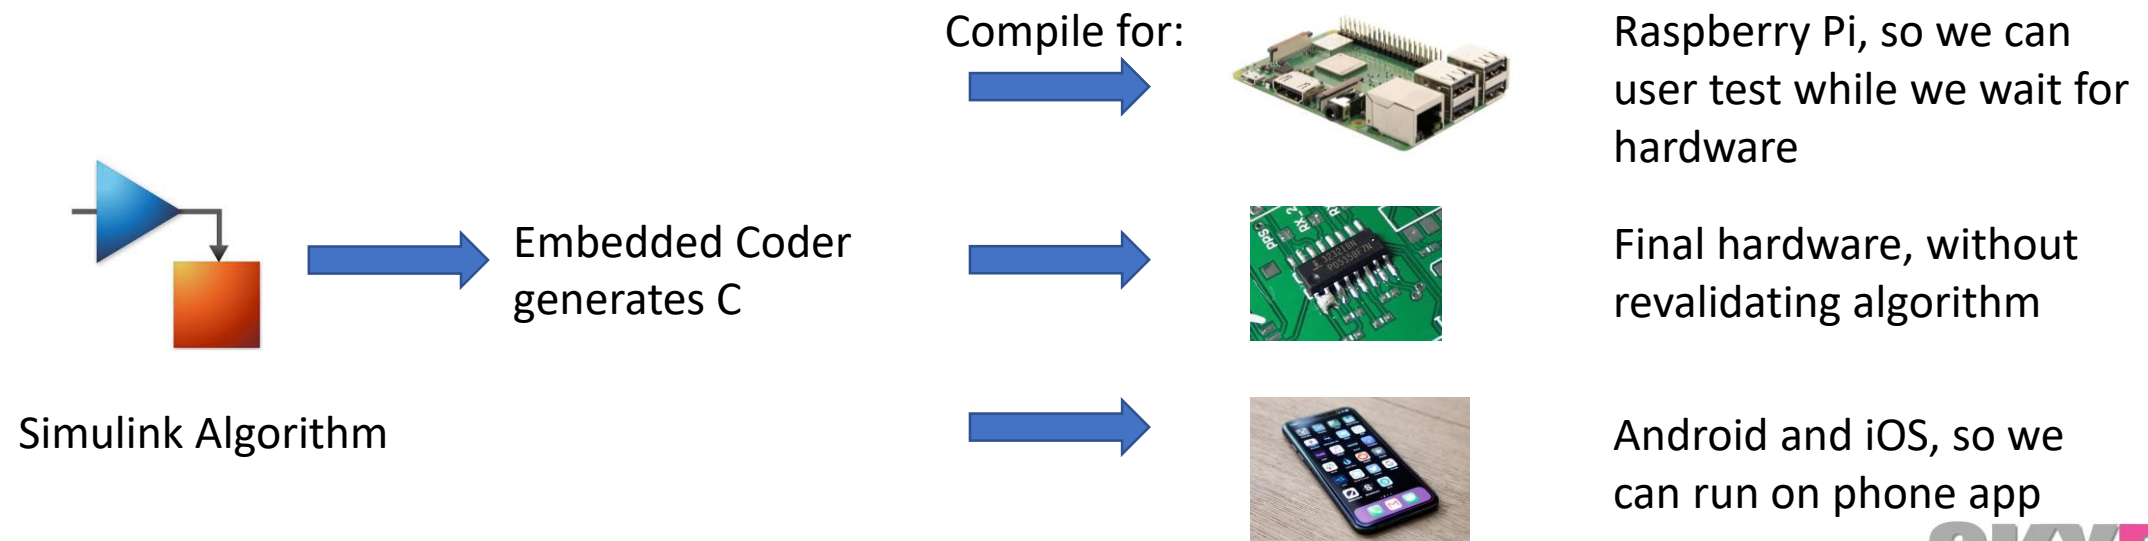 Compile for:
Raspberry Pi, so we can
user test while we wait for
hardware
Embedded Coder
generates C
Final hardware, without
revalidating algorithm
Simulink Algorithm
Android and iOS, so we
can run on phone app